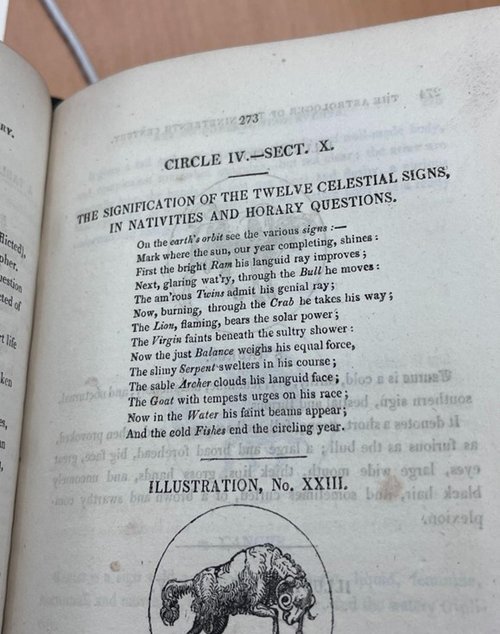 273
CIRCLE IV.—SECT. X.
THE SIGNIFICATION OF THE TWELVE CELESTIAL SIGNS,
IN NATIVITIES AND HORARY QUESTIONS.
On the earth's orbit see the various signs:—
Mark where the sun, our year completing, shines:
First the bright Ram his languid ray improves;
Next, glaring wat'ry, through the Bull he moves:
The am'rous Twins admit his genial ray;
Now, burning, through the Crab he takes his way;
The Lion, flaming, bears the solar power;
The Virgin faints beneath the sultry shower:
Now the just Balance weighs his equal force,
The slimy Serpent swelters in his course;
The sable Archer clouds his languid face;
The Goat with tempests urges on his race;
Now in the Water his faint beams appear;
And the cold Fishes end the circling year.
ILLUSTRATION, No. XXIII.